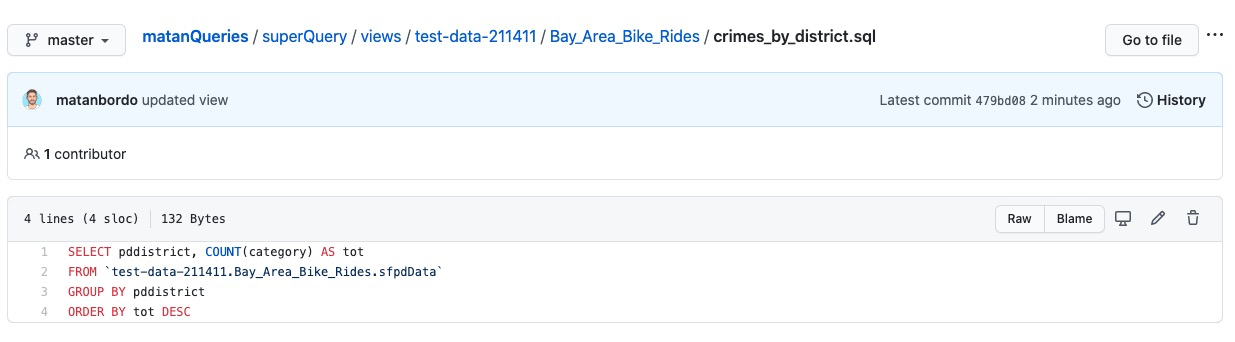 master
matanQueries / superQuery / views / test-data-211411 / Bay_Area_Bike_Rides / crimes_by_district.sql
Go to file
matanbordo updated view
Latest commit 479bd08 2 minutes ago
History
1 contributor
4 lines (4 sloc) 132 Bytes
Raw
Blame
1 SELECT pddistrict, COUNT(category) AS tot
2 FROM `test-data-211411.Bay_Area_Bike_Rides.sfpdData`
3 GROUP BY pddistrict
4 ORDER BY tot DESC